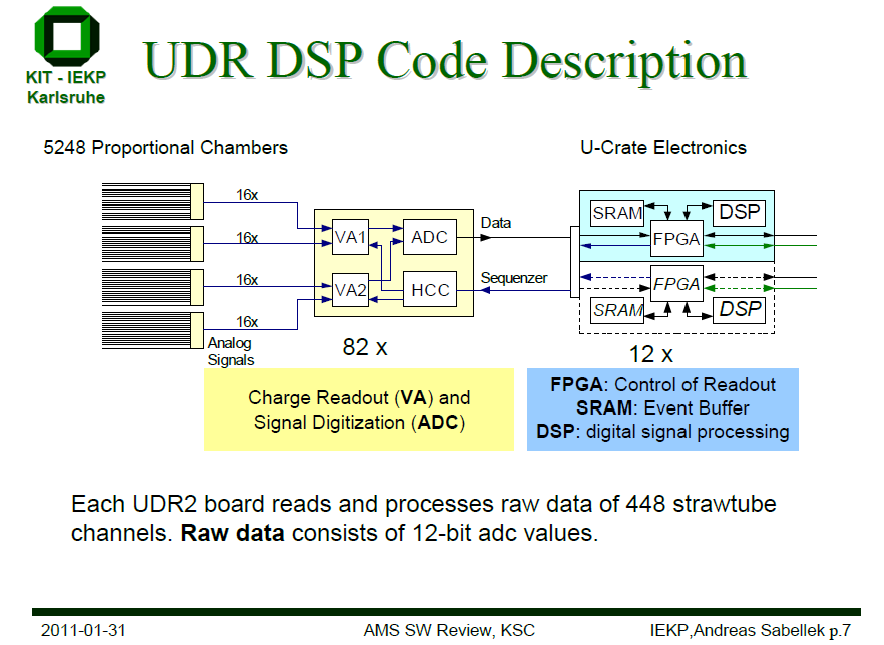 KIT - IEKP
Karlsruhe
UDR DSP Code Description
5248 Proportional Chambers
U-Crate Electronics
16x
16x
16x
16x
Analog
Signals
VA1
VA2
ADC
HCC
82 x
Data
Sequenzer
SRAM
DSP
FPGA
FPGA
SRAM
DSP
12 x
Charge Readout (VA) and
Signal Digitization (ADC)
FPGA: Control of Readout
SRAM: Event Buffer
DSP: digital signal processing
Each UDR2 board reads and processes raw data of 448 strawtube
channels. Raw data consists of 12-bit adc values.
2011-01-31
AMS SW Review, KSC
IEKP,Andreas Sabellek p.7